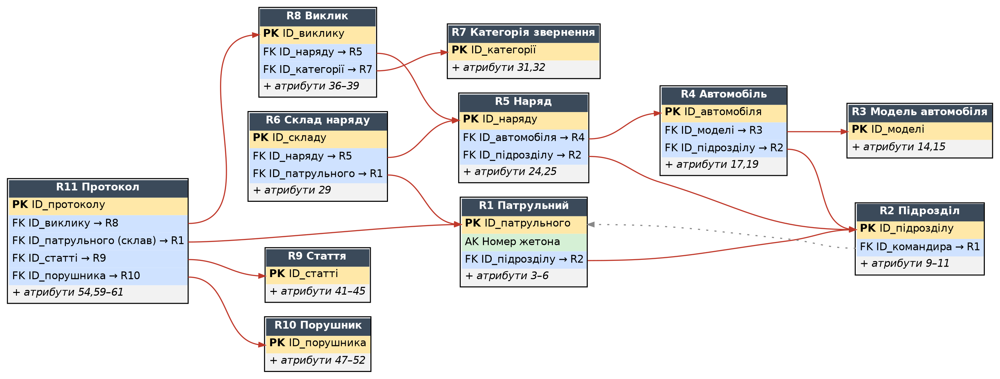 R8 Виклик
PK ID_виклику
FK ID_наряду → R5
FK ID_категорії → R7
+ атрибути 36–39
R7 Категорія звернення
PK ID_категорії
+ атрибути 31,32
R6 Склад наряду
PK ID_складу
FK ID_наряду → R5
FK ID_патрульного → R1
+ атрибути 29
R5 Наряд
PK ID_наряду
FK ID_автомобіля → R4
FK ID_підрозділу → R2
+ атрибути 24,25
R4 Автомобіль
PK ID_автомобіля
FK ID_моделі → R3
FK ID_підрозділу → R2
+ атрибути 17,19
R3 Модель автомобіля
PK ID_моделі
+ атрибути 14,15
R11 Протокол
PK ID_протоколу
FK ID_виклику → R8
FK ID_патрульного (склав) → R1
FK ID_статті → R9
FK ID_порушника → R10
+ атрибути 54,59–61
R1 Патрульний
PK ID_патрульного
AK Номер жетона
FK ID_підрозділу → R2
+ атрибути 3–6
R2 Підрозділ
PK ID_підрозділу
FK ID_командира → R1
+ атрибути 9–11
R9 Стаття
PK ID_статті
+ атрибути 41–45
R10 Порушник
PK ID_порушника
+ атрибути 47–52